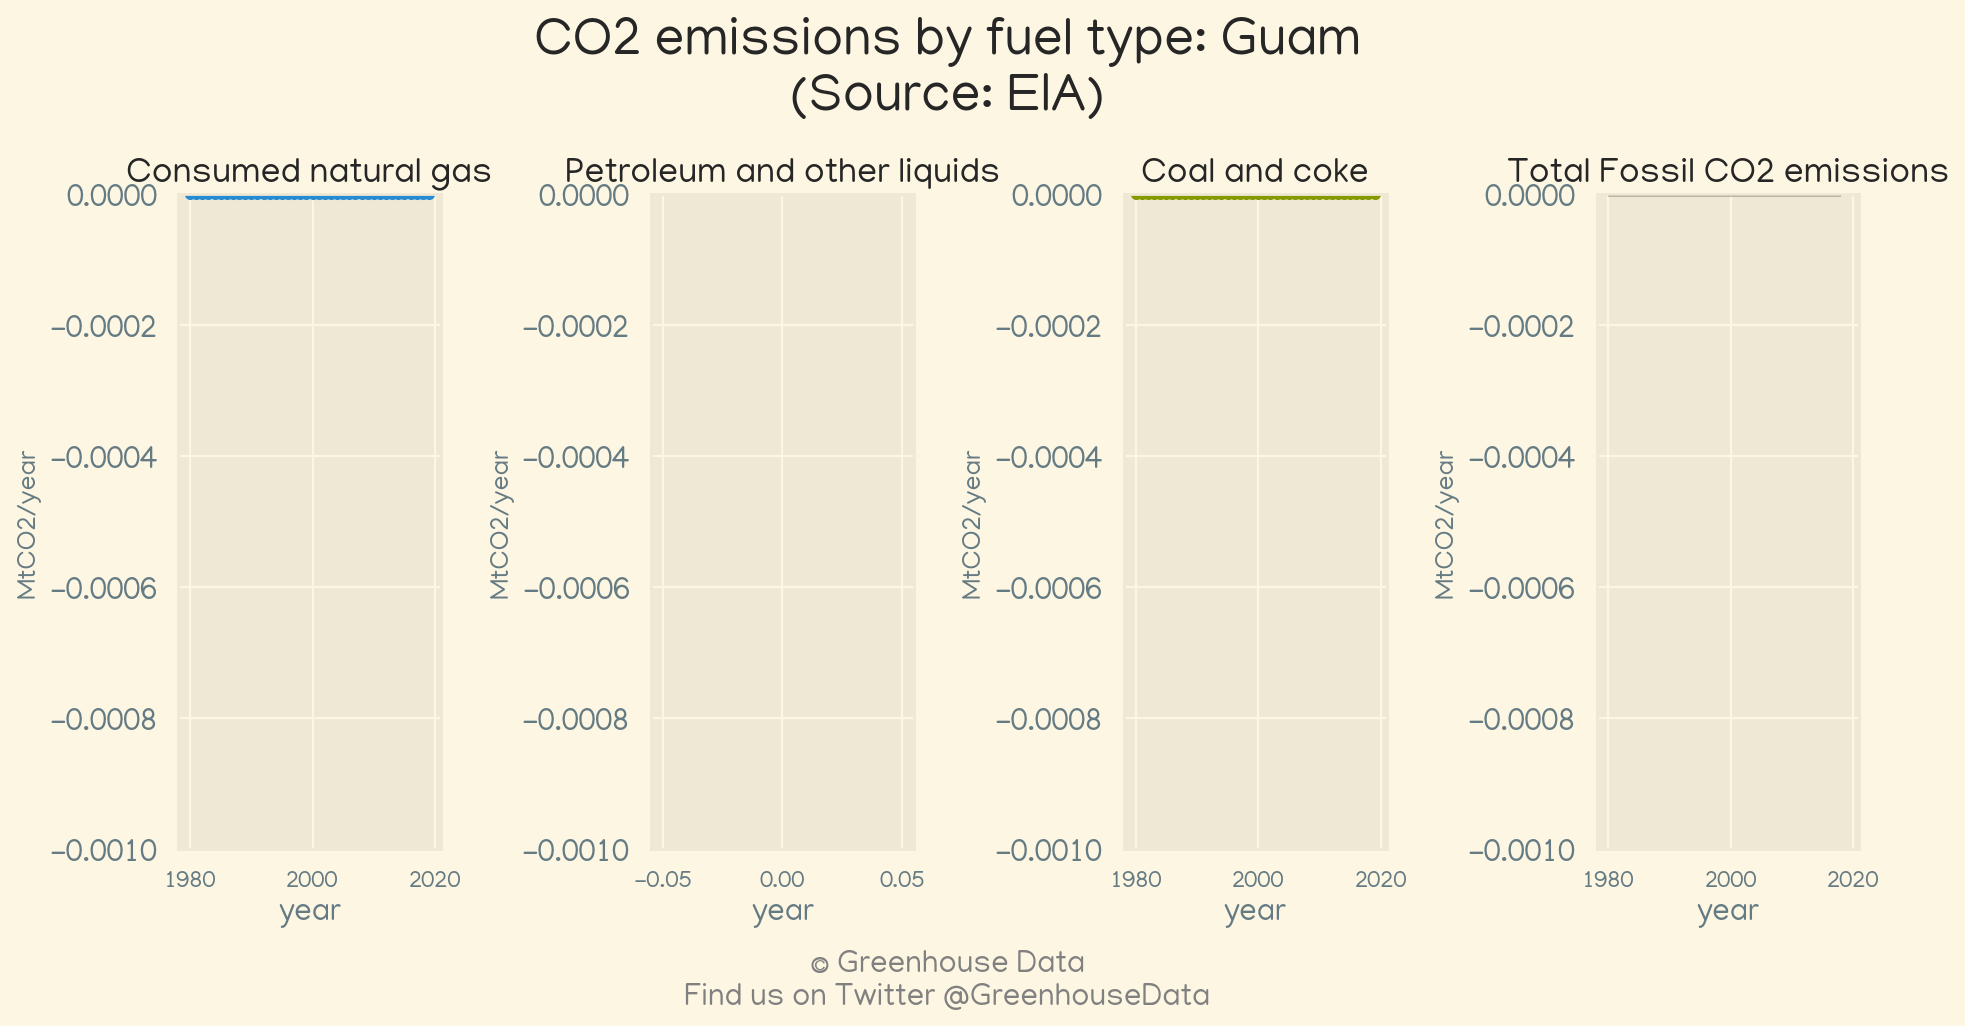 CO2 emissions by fuel type: Guam
(Source: EIA)
Consumed natural gas
0.0000
-0.0002
-0.0004
-0.0006
-0.0008
-0.0010
MtCO2/year
1980 2000 2020
year
Petroleum and other liquids
0.0000
-0.0002
-0.0004
-0.0006
-0.0008
-0.0010
MtCO2/year
-0.05 0.00 0.05
year
Coal and coke
0.0000
-0.0002
-0.0004
-0.0006
-0.0008
-0.0010
MtCO2/year
1980 2000 2020
year
Total Fossil CO2 emissions
0.0000
-0.0002
-0.0004
-0.0006
-0.0008
-0.0010
MtCO2/year
1980 2000 2020
year
© Greenhouse Data
Find us on Twitter @GreenhouseData